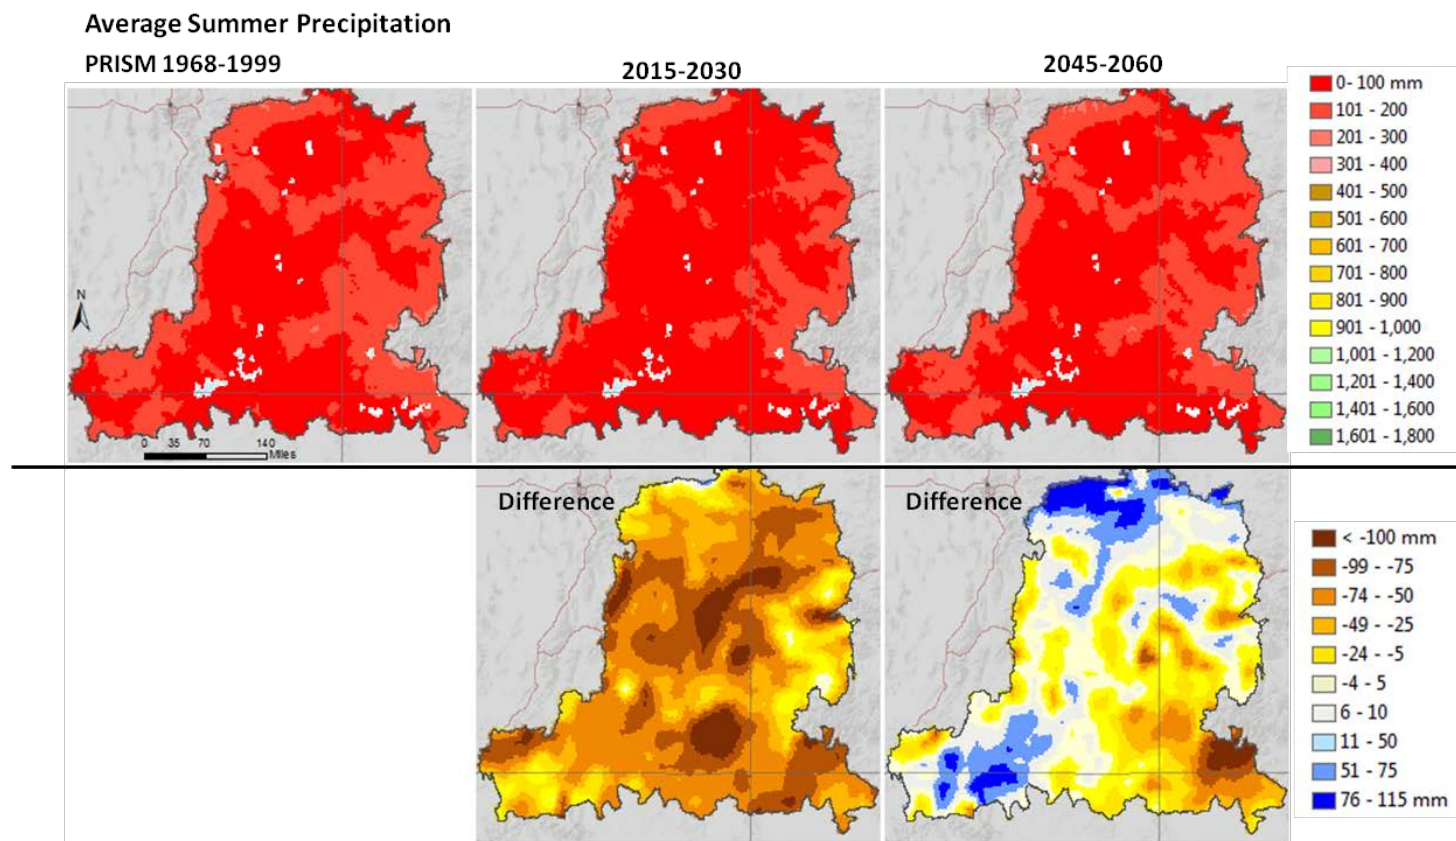 Average Summer Precipitation
PRISM 1968-1999
2015-2030
2045-2060
0- 100 mm
101 - 200
201 - 300
301 - 400
401 - 500
501 - 600
601 - 700
701 - 800
801 - 900
901 - 1,000
1,001 - 1,200
1,201 - 1,400
1,401 - 1,600
1,601 - 1,800
N
0 35 70 140
Miles
Difference
Difference
< -100 mm
-99 - -75
-74 - -50
-49 - -25
-24 - -5
-4 - 5
6 - 10
11 - 50
51 - 75
76 - 115 mm